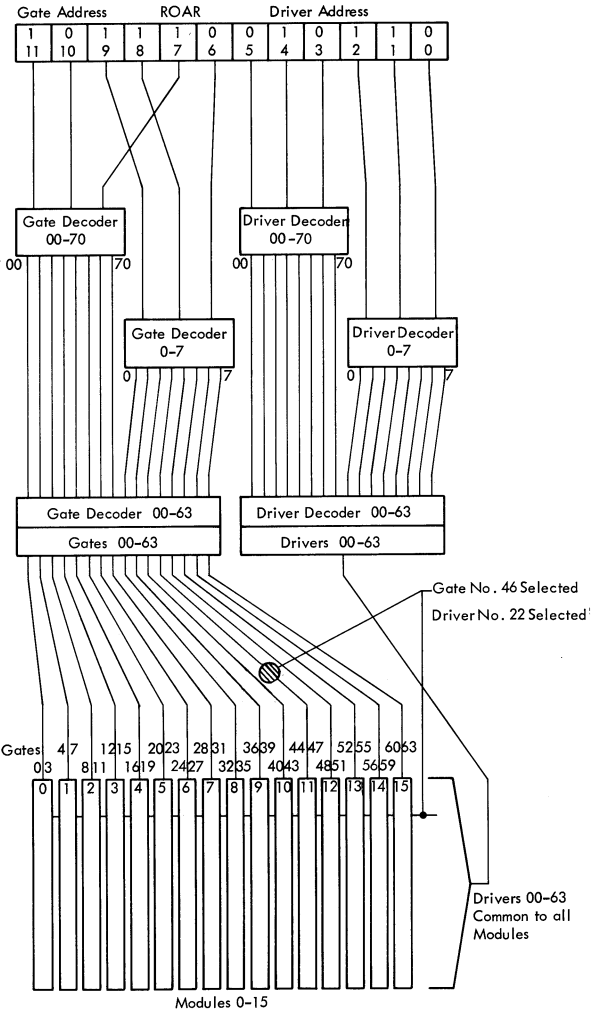 Gate Address ROAR Driver Address
1 0 1 1 1 0 0 1 0 1 1 0
11 10 9 8 7 6 5 4 3 2 1 0
Gate Decoder
00-70
Driver Decoder
00-70
00 70
00 70
Gate Decoder
0-7
Driver Decoder
0-7
0 7
0 7
Gate Decoder 00-63
Driver Decoder 00-63
Gates 00-63
Drivers 00-63
Gate No. 46 Selected
Driver No. 22 Selected
Gates 4 7 12 15 20 23 28 31 36 39 44 47 52 55 60 63
0 3 8 11 16 19 24 27 32 35 40 43 48 51 56 59
0 1 2 3 4 5 6 7 8 9 10 11 12 13 14 15
Drivers 00-63
Common to all
Modules
Modules 0-15